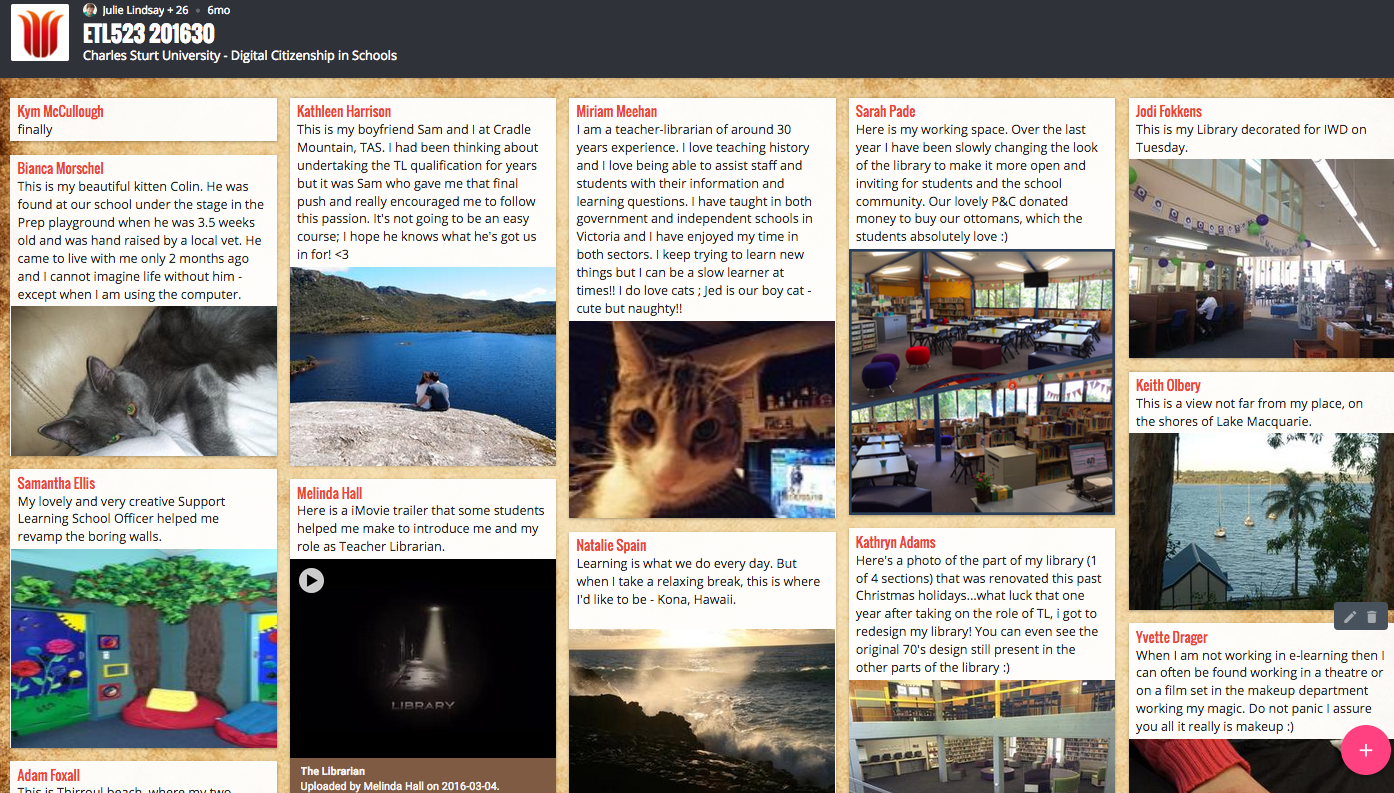 Julie Lindsay + 26 • 6mo
ETL523 201630
Charles Sturt University - Digital Citizenship in Schools
Kym McCullough
finally
Bianca Morschel
This is my beautiful kitten Colin. He was
found at our school under the stage in the
Prep playground when he was 3.5 weeks
old and was hand raised by a local vet. He
came to live with me only 2 months ago
and I cannot imagine life without him -
except when I am using the computer.
Samantha Ellis
My lovely and very creative Support
Learning School Officer helped me
revamp the boring walls.
Adam Foxall
This is Thirroul beach, where my two
Kathleen Harrison
This is my boyfriend Sam and I at Cradle
Mountain, TAS. I had been thinking about
undertaking the TL qualification for years
but it was Sam who gave me that final
push and really encouraged me to follow
this passion. It's not going to be an easy
course; I hope he knows what he's got us
in for! <3
Melinda Hall
Here is a iMovie trailer that some students
helped me make to introduce me and my
role as Teacher Librarian.
LIBRARY
The Librarian
Uploaded by Melinda Hall on 2016-03-04.
Miriam Meehan
I am a teacher-librarian of around 30
years experience. I love teaching history
and I love being able to assist staff and
students with their information and
learning questions. I have taught in both
government and independent schools in
Victoria and I have enjoyed my time in
both sectors. I keep trying to learn new
things but I can be a slow learner at
times!! I do love cats ; Jed is our boy cat -
cute but naughty!!
Natalie Spain
Learning is what we do every day. But
when I take a relaxing break, this is where
I'd like to be - Kona, Hawaii.
Sarah Pade
Here is my working space. Over the last
year I have been slowly changing the look
of the library to make it more open and
inviting for students and the school
community. Our lovely P&C donated
money to buy our ottomans, which the
students absolutely love :)
Kathryn Adams
Here's a photo of the part of my library (1
of 4 sections) that was renovated this past
Christmas holidays...what luck that one
year after taking on the role of TL, i got to
redesign my library! You can even see the
original 70's design still present in the
other parts of the library :)
Jodi Fokkens
This is my Library decorated for IWD on
Tuesday.
Keith Olbery
This is a view not far from my place, on
the shores of Lake Macquarie.
Yvette Drager
When I am not working in e-learning then I
can often be found working in a theatre or
on a film set in the makeup department
working my magic. Do not panic I assure
you all it really is makeup :)